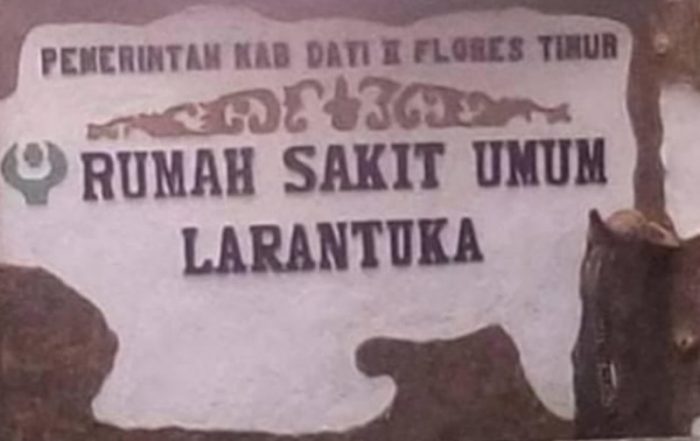 PEMERINTAH KAB DATI II FLORES TIMUR
RUMAH SAKIT UMUM
LARANTUKA